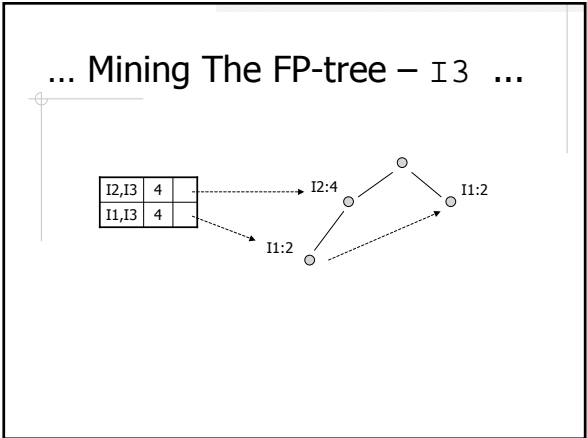 ... Mining The FP-tree – I3 ...
I2,I3 4
I1,I3 4
I2:4
I1:2
I1:2